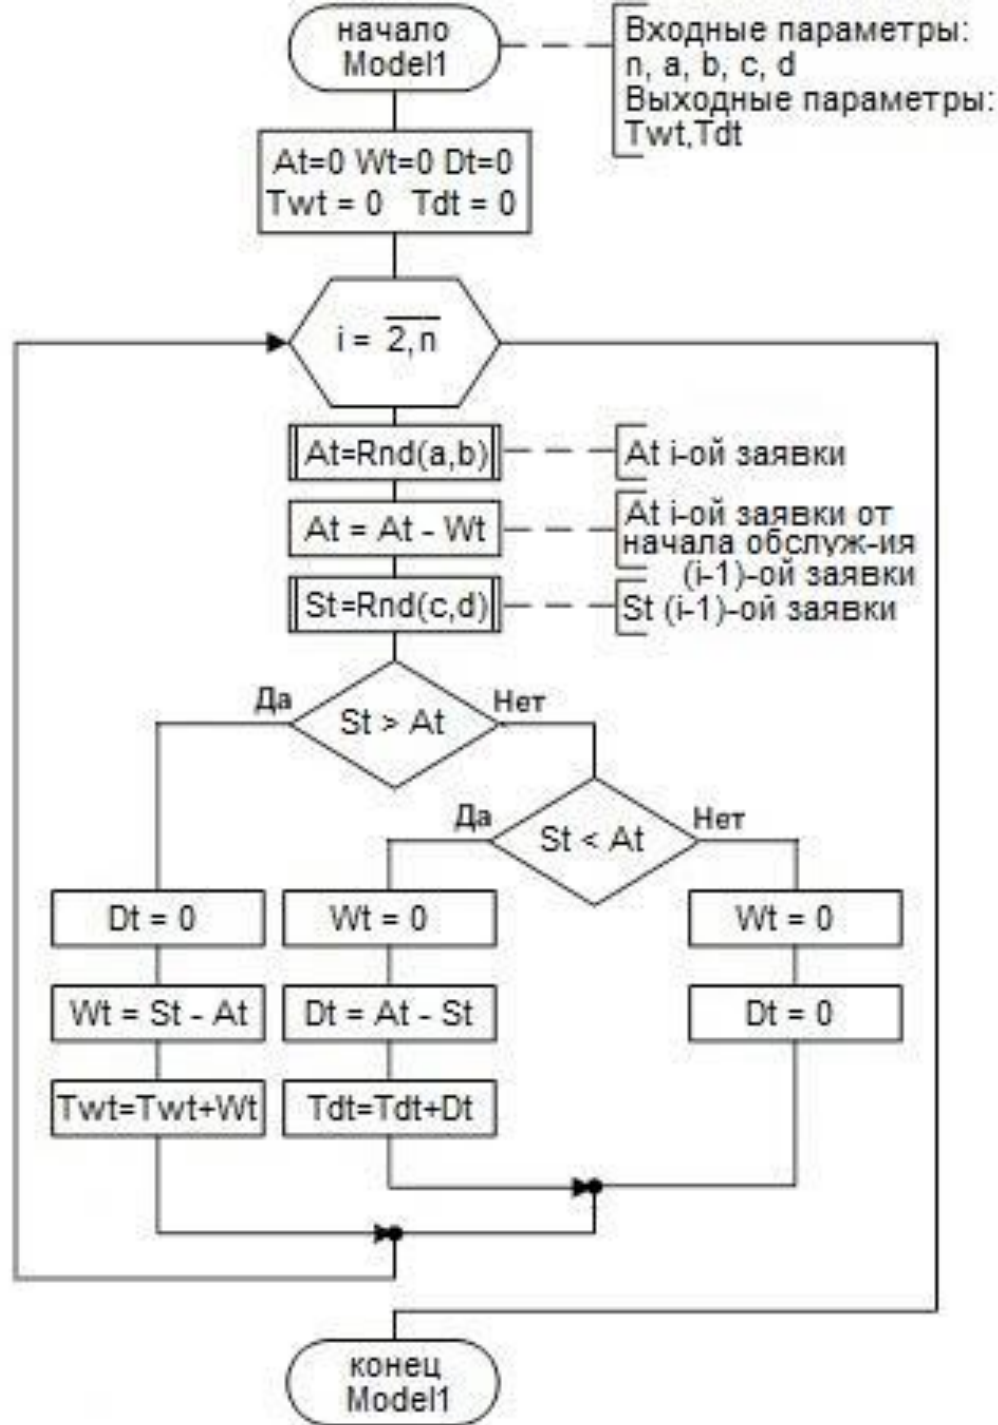 начало
Model1
Входные параметры:
n, a, b, c, d
Выходные параметры:
Twt,Tdt
At=0 Wt=0 Dt=0
Twt = 0 Tdt = 0
i = 2,n
At=Rnd(a,b)
At i-ой заявки
At = At - Wt
At i-ой заявки от
начала обслуж-ия
(i-1)-ой заявки
St=Rnd(c,d)
St (i-1)-ой заявки
Да
St > At
Нет
Да
St < At
Нет
Dt = 0
Wt = 0
Wt = 0
Wt = St - At
Dt = At - St
Dt = 0
Twt=Twt+Wt
Tdt=Tdt+Dt
конец
Model1